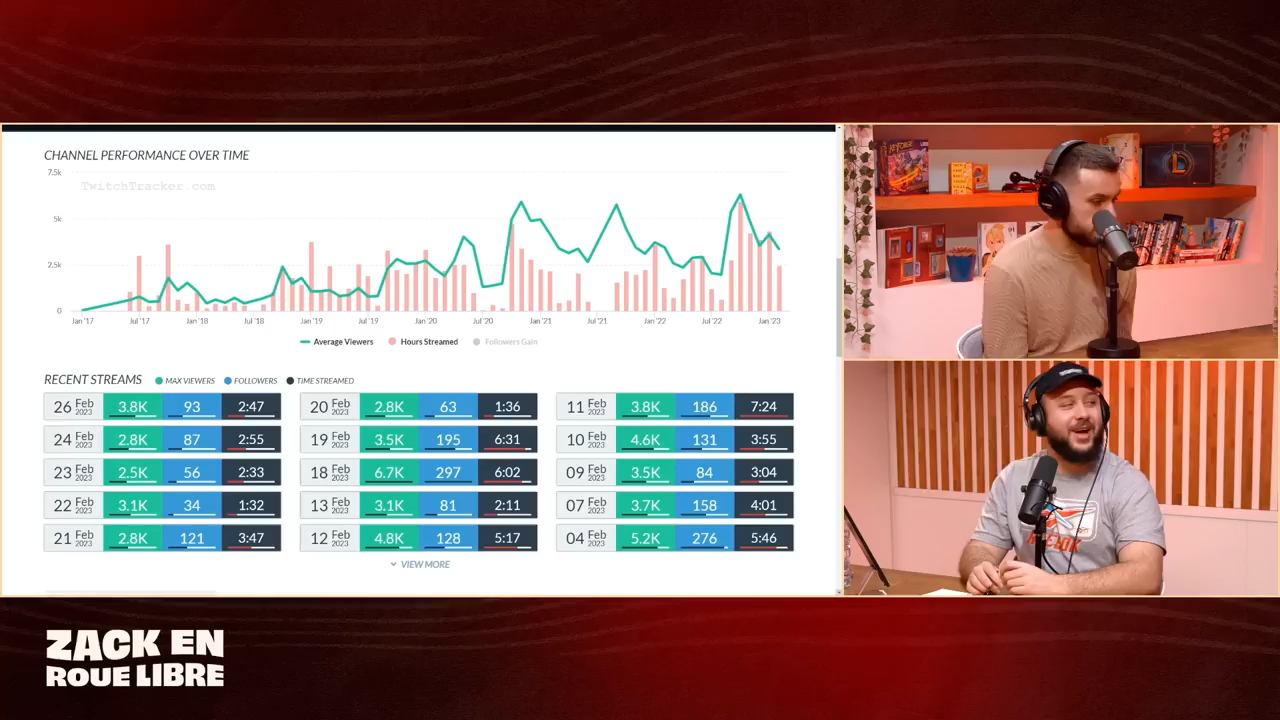 CHANNEL PERFORMANCE OVER TIME
7.5k
TwitchTracker.com
5k
2.5k
0
Jan '17 Jul '17 Jan '18 Jul '18 Jan '19 Jul '19 Jan '20 Jul '20 Jan '21 Jul '21 Jan '22 Jul '22 Jan '23
Average Viewers Hours Streamed Followers Gain
RECENT STREAMS MAX VIEWERS FOLLOWERS TIME STREAMED
26 Feb 2023 3.8K 93 2:47
24 Feb 2023 2.8K 87 2:55
23 Feb 2023 2.5K 56 2:33
22 Feb 2023 3.1K 34 1:32
21 Feb 2023 2.8K 121 3:47
20 Feb 2023 2.8K 63 1:36
19 Feb 2023 3.5K 195 6:31
18 Feb 2023 6.7K 297 6:02
13 Feb 2023 3.1K 81 2:11
12 Feb 2023 4.8K 128 5:17
11 Feb 2023 3.8K 186 7:24
10 Feb 2023 4.6K 131 3:55
09 Feb 2023 3.5K 84 3:04
07 Feb 2023 3.7K 158 4:01
04 Feb 2023 5.2K 276 5:46
VIEW MORE
KEYFORGE
ZACK EN
ROUE LIBRE